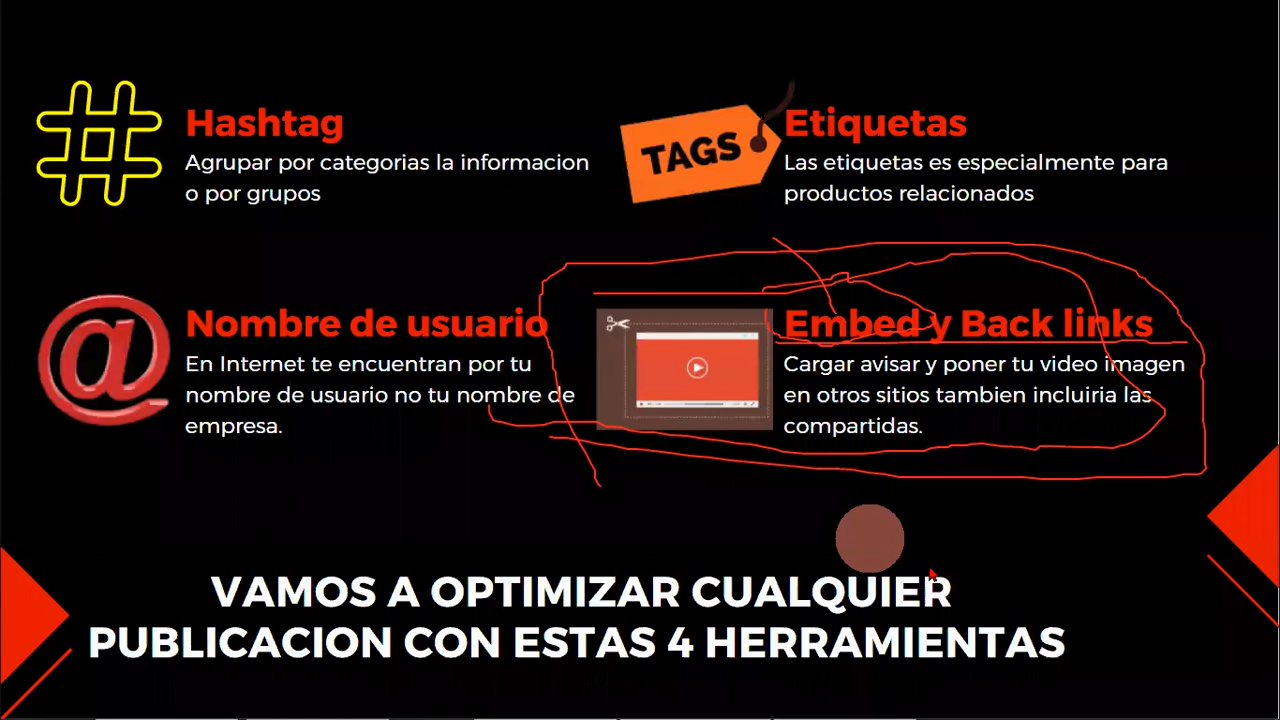 Hashtag
Agrupar por categorias la informacion
o por grupos
TAGS
Etiquetas
Las etiquetas es especialmente para
productos relacionados
Nombre de usuario
En Internet te encuentran por tu
nombre de usuario no tu nombre de
empresa.
Embed y Back links
Cargar avisar y poner tu video imagen
en otros sitios tambien incluiria las
compartidas.
VAMOS A OPTIMIZAR CUALQUIER
PUBLICACION CON ESTAS 4 HERRAMIENTAS